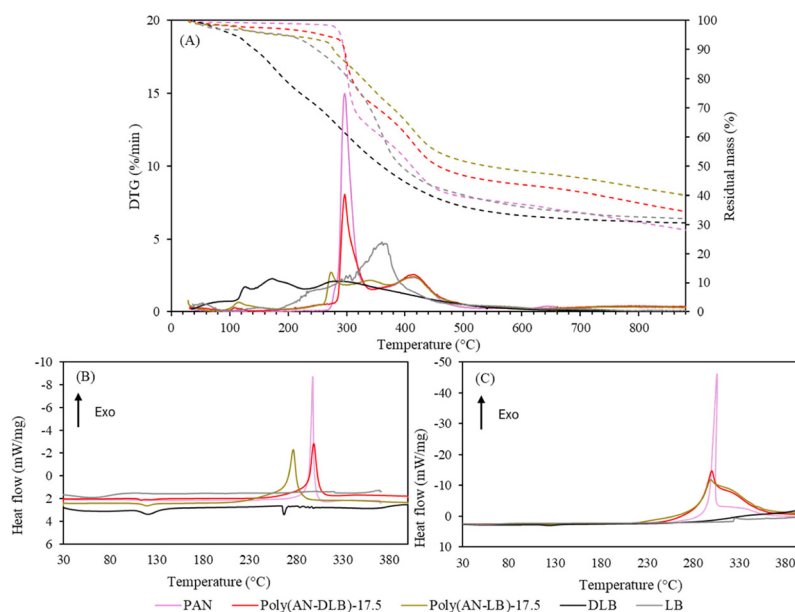 (A)
20
15
10
5
0
DTG (%/min)
100
90
80
70
60
50
40
30
20
10
0
Residual mass (%)
0 100 200 300 400 500 600 700 800
Temperature (°C)
(B)
Exo
-10
-8
-6
-4
-2
0
2
4
6
Heat flow (mW/mg)
30 80 130 180 230 280 330 380
Temperature (°C)
(C)
Exo
-50
-40
-30
-20
-10
0
10
Heat flow (mW/mg)
30 80 130 180 230 280 330 380
Temperature (°C)
PAN Poly(AN-DLB)-17.5 Poly(AN-LB)-17.5 DLB LB